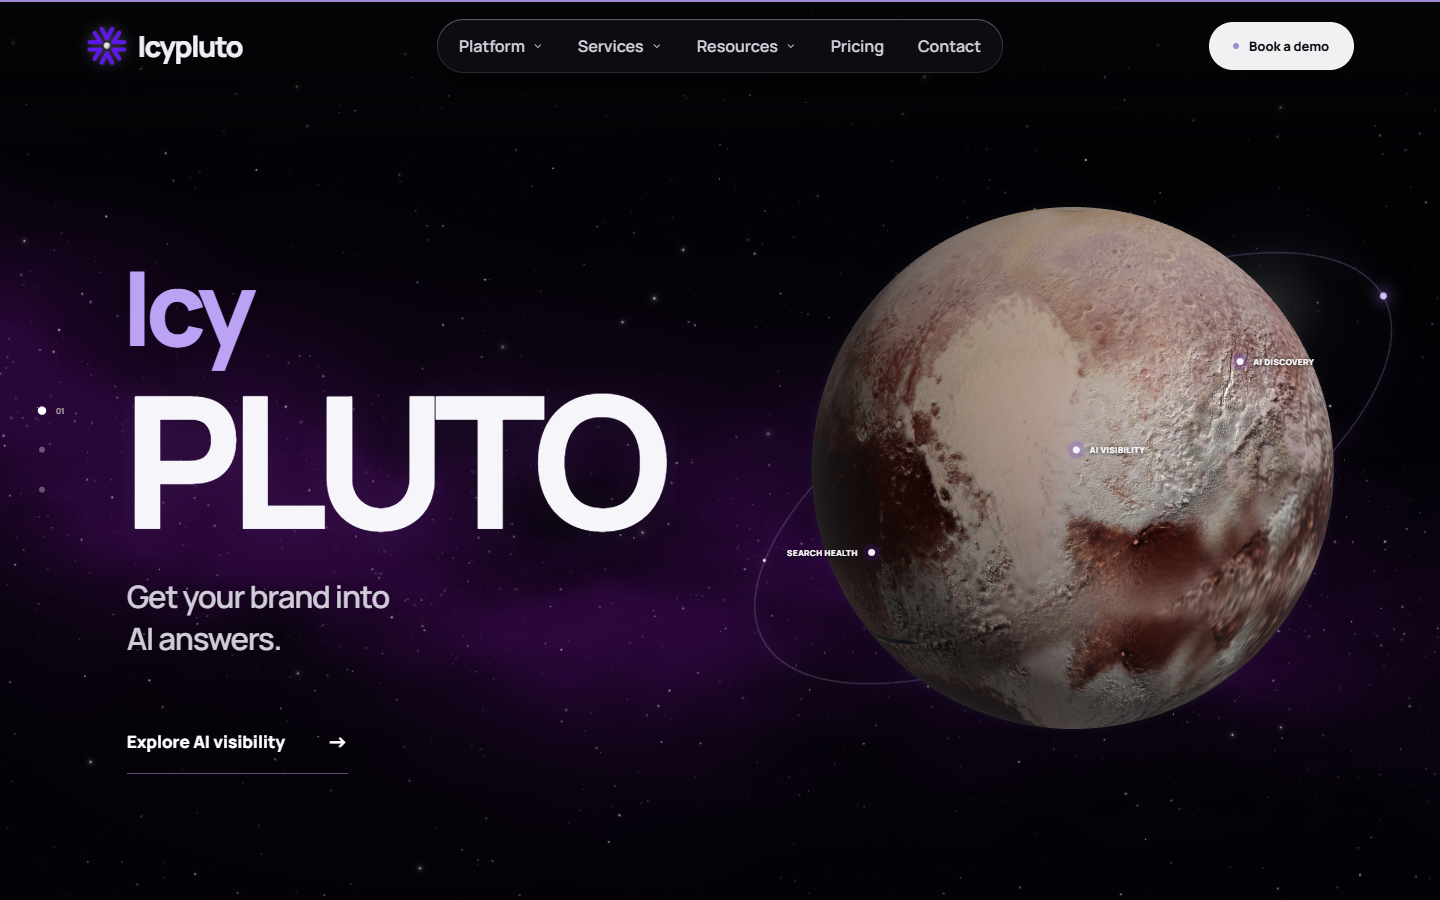 Icypluto
Platform
Services
Resources
Pricing
Contact
Book a demo
Icy
PLUTO
01
AI DISCOVERY
AI VISIBILITY
SEARCH HEALTH
Get your brand into
AI answers.
Explore AI visibility →